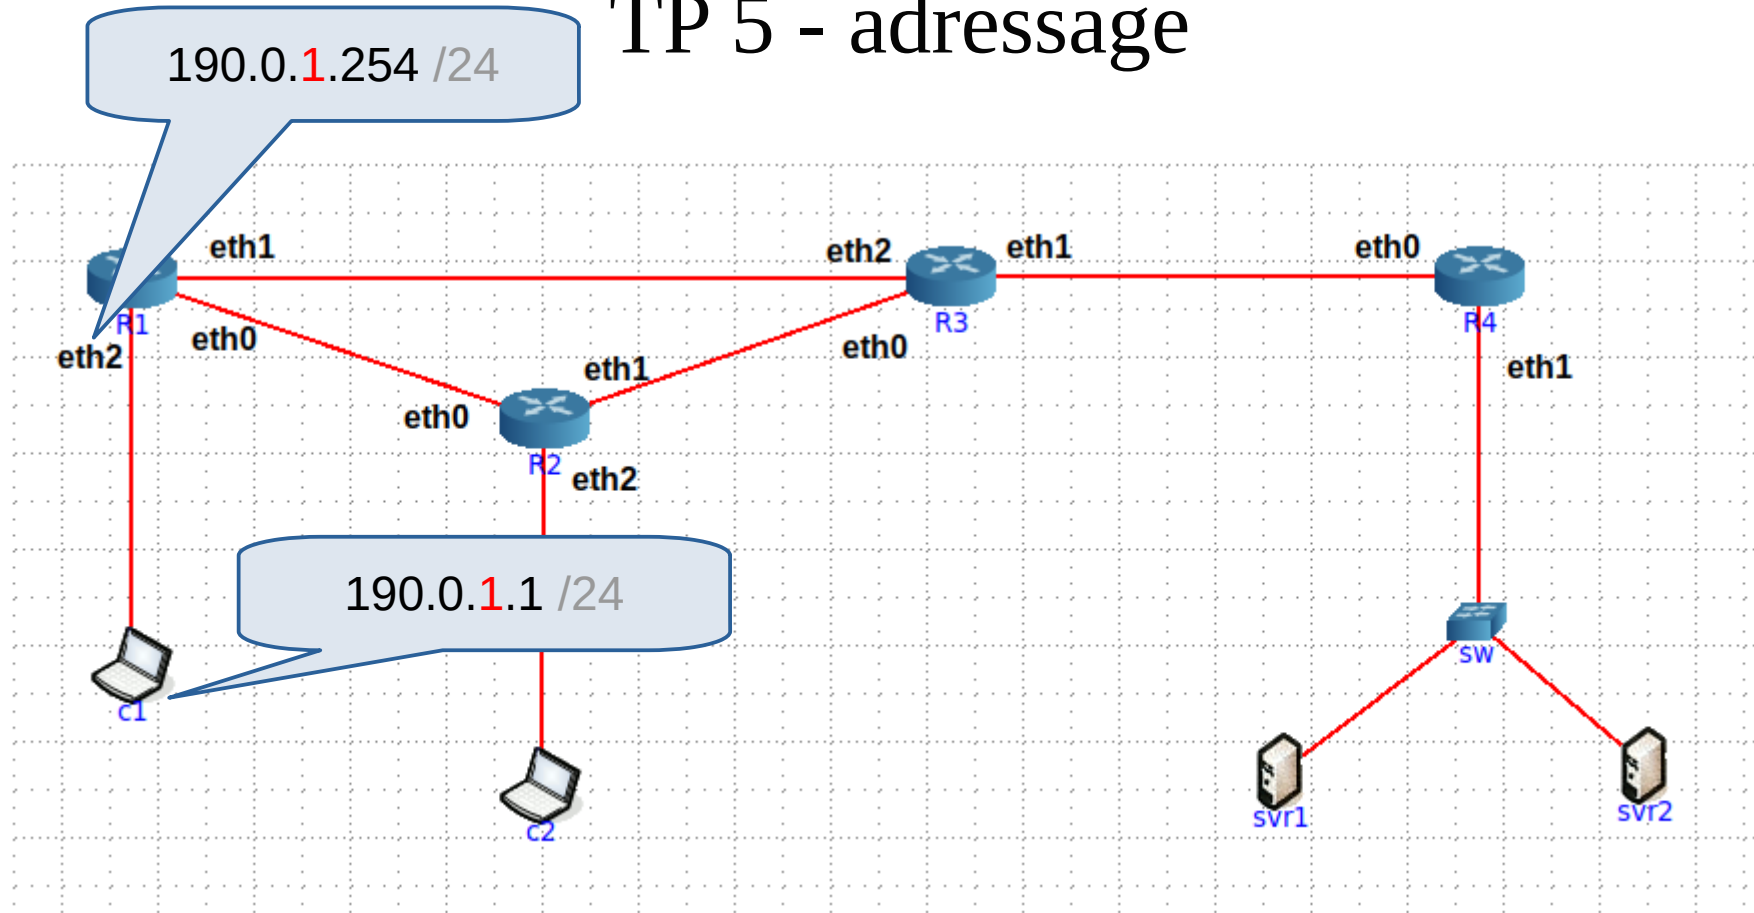 TP 5 - adressage
190.0.1.254 /24
eth1
eth2
eth1
eth0
R1
R3
R4
eth2
eth0
eth0
eth1
eth1
eth0
R2
eth2
190.0.1.1 /24
sw
c1
c2
svr1
svr2